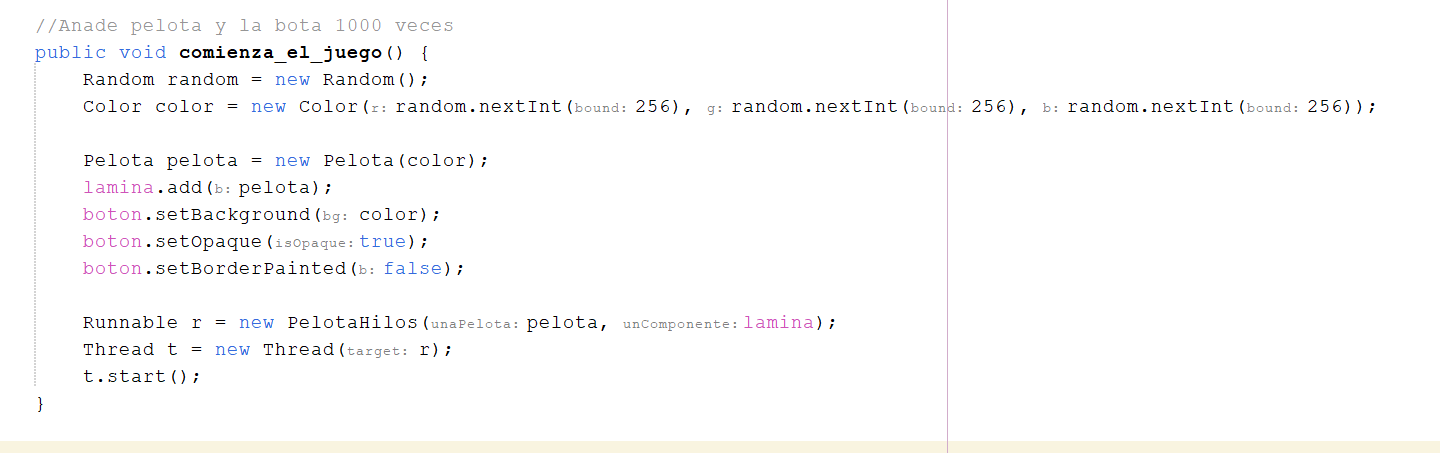 //Anade pelota y la bota 1000 veces
public void comienza_el_juego() {
Random random = new Random();
Color color = new Color(r: random.nextInt(bound: 256), g: random.nextInt(bound: 256), b: random.nextInt(bound: 256));
Pelota pelota = new Pelota(color);
lamina.add(b: pelota);
boton.setBackground(bg: color);
boton.setOpaque(isOpaque: true);
boton.setBorderPainted(b: false);
Runnable r = new PelotaHilos(unaPelota: pelota, unComponente: lamina);
Thread t = new Thread(target: r);
t.start();
}